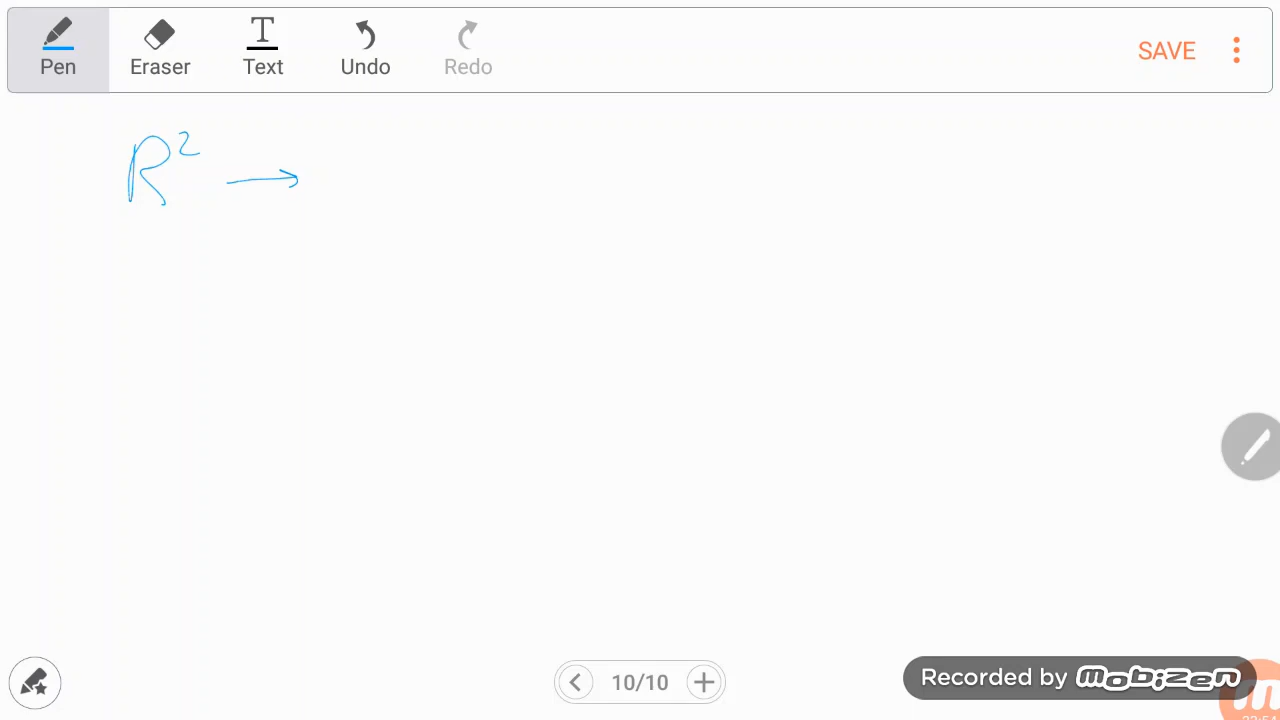 Pen Eraser Text Undo Redo SAVE
R² →
10/10
Recorded by mobizen